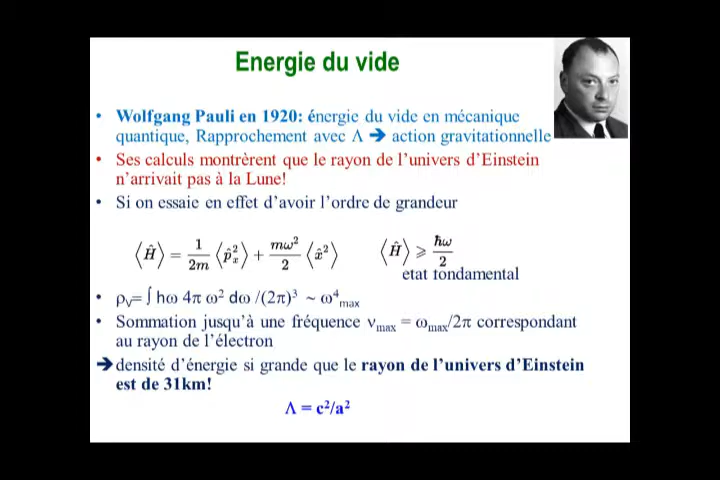 Energie du vide
• Wolfgang Pauli en 1920: énergie du vide en mécanique
quantique, Rapprochement avec Λ ➔ action gravitationnelle
• Ses calculs montrèrent que le rayon de l'univers d'Einstein
n'arrivait pas à la Lune!
• Si on essaie en effet d'avoir l'ordre de grandeur
⟨Ĥ⟩ = 1/2m ⟨p̂ₓ²⟩ + mω²/2 ⟨x̂²⟩ ⟨Ĥ⟩ ⩾ ħω/2
etat fondamental
• ρᵥ= ∫ hω 4π ω² dω /(2π)³ ~ ω⁴max
• Sommation jusqu'à une fréquence νmax = ωmax/2π correspondant
au rayon de l'électron
➔ densité d'énergie si grande que le rayon de l'univers d'Einstein
est de 31km!
Λ = c²/a²